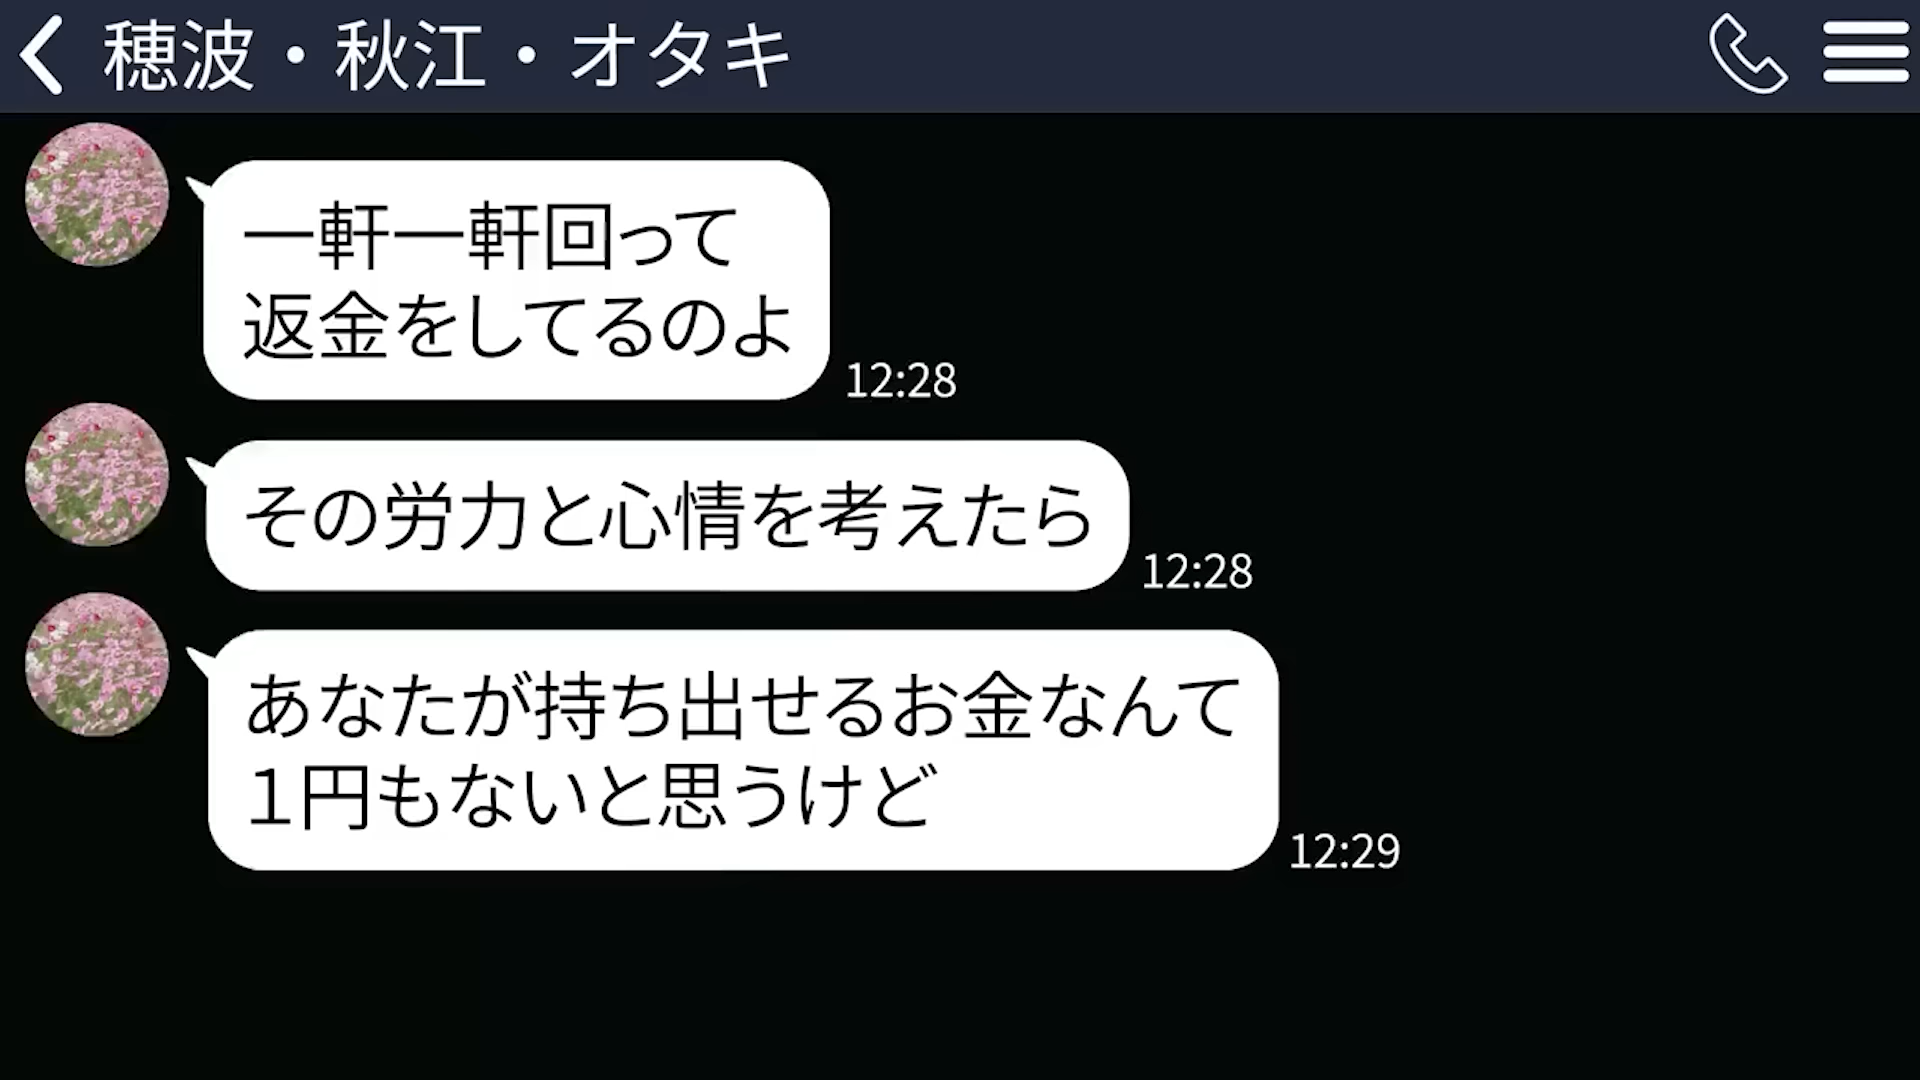 穂波・秋江・オタキ
一軒一軒回って
返金をしてるのよ
12:28
その労力と心情を考えたら
12:28
あなたが持ち出せるお金なんて
１円もないと思うけど
12:29